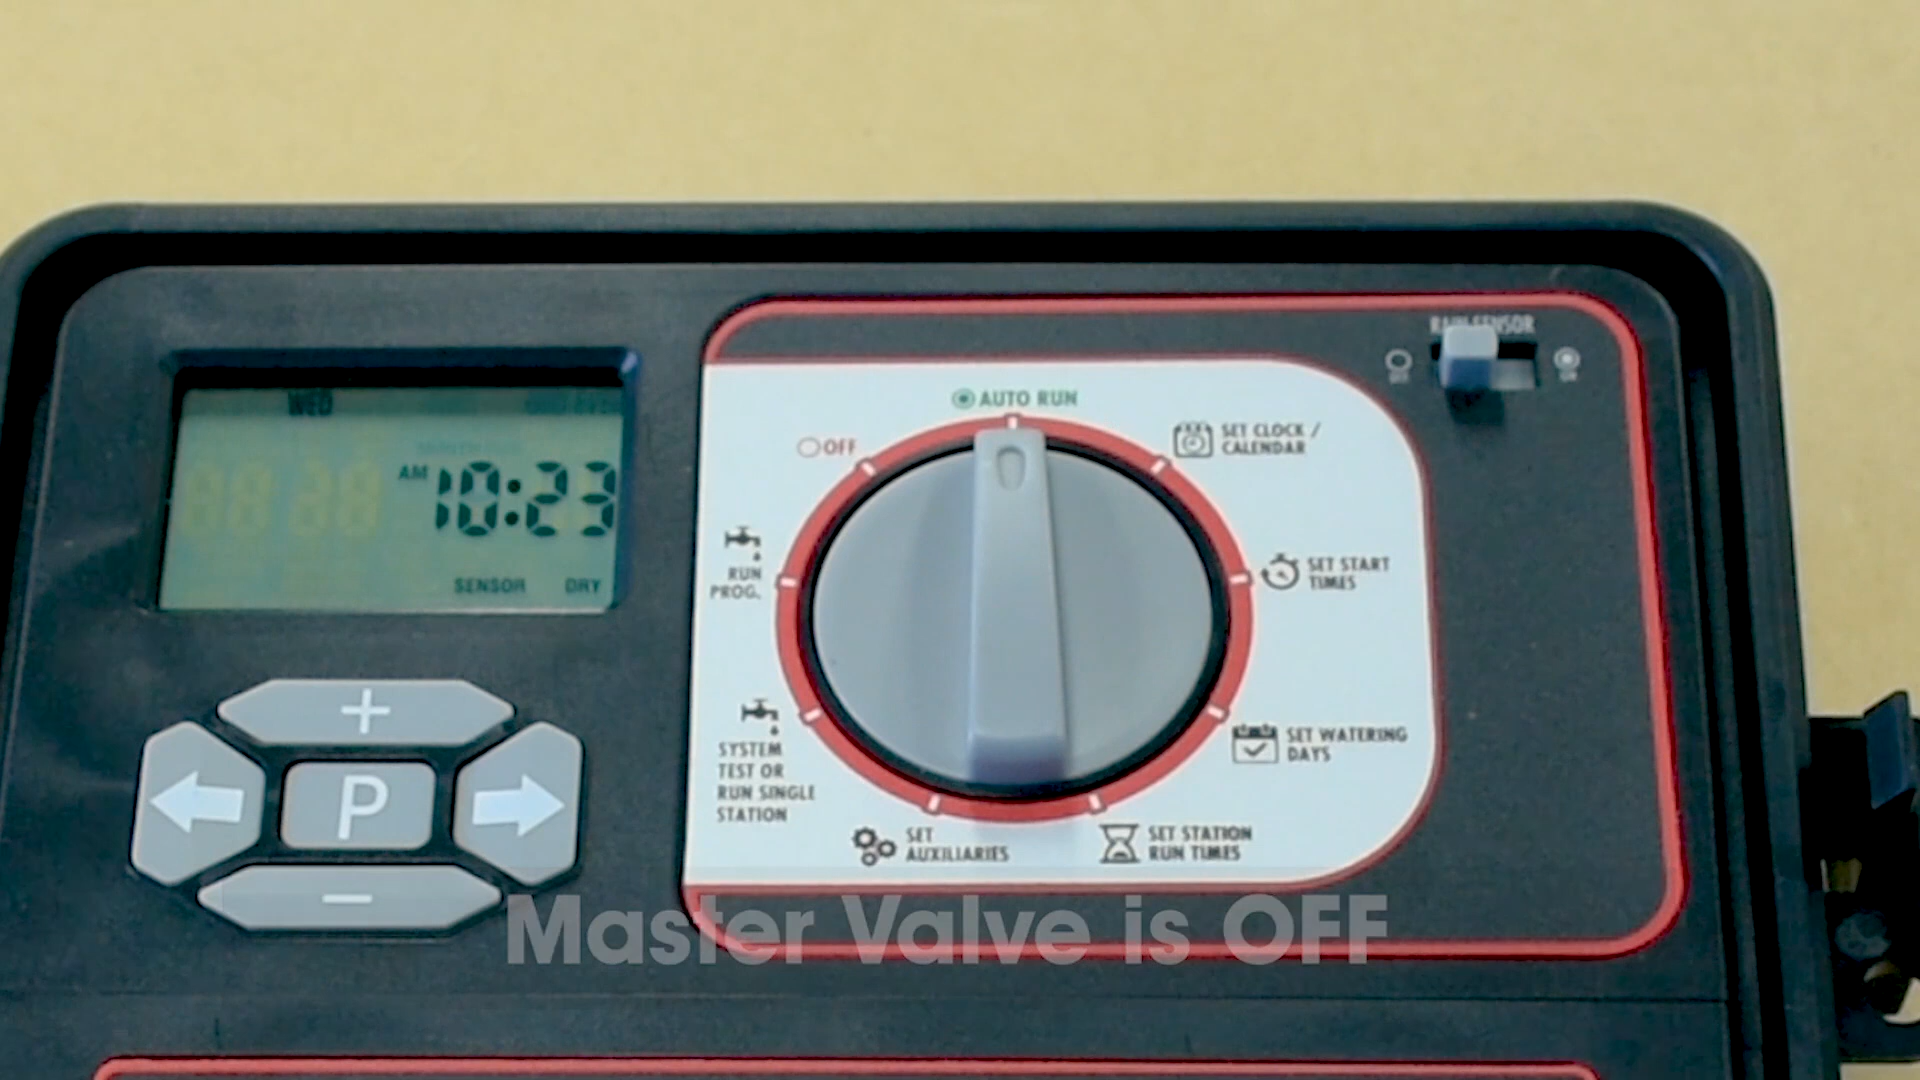 WED
AM 10:23
SENSOR DRY
+
P
−
RAIN SENSOR
AUTO RUN
OFF
SET CLOCK /
CALENDAR
SET START
TIMES
SET WATERING
DAYS
SET STATION
RUN TIMES
SET
AUXILIARIES
SYSTEM
TEST OR
RUN SINGLE
STATION
RUN
PROG.
Master Valve is OFF